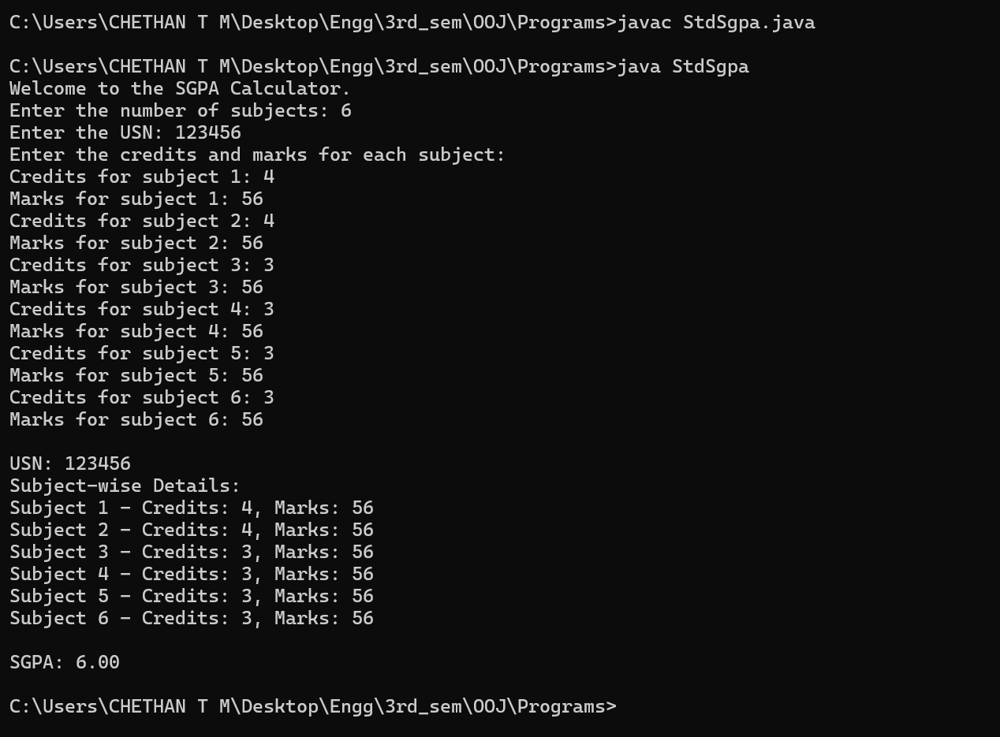 C:\Users\CHETHAN T M\Desktop\Engg\3rd_sem\OOJ\Programs>javac StdSgpa.java
C:\Users\CHETHAN T M\Desktop\Engg\3rd_sem\OOJ\Programs>java StdSgpa
Welcome to the SGPA Calculator.
Enter the number of subjects: 6
Enter the USN: 123456
Enter the credits and marks for each subject:
Credits for subject 1: 4
Marks for subject 1: 56
Credits for subject 2: 4
Marks for subject 2: 56
Credits for subject 3: 3
Marks for subject 3: 56
Credits for subject 4: 3
Marks for subject 4: 56
Credits for subject 5: 3
Marks for subject 5: 56
Credits for subject 6: 3
Marks for subject 6: 56
USN: 123456
Subject-wise Details:
Subject 1 - Credits: 4, Marks: 56
Subject 2 - Credits: 4, Marks: 56
Subject 3 - Credits: 3, Marks: 56
Subject 4 - Credits: 3, Marks: 56
Subject 5 - Credits: 3, Marks: 56
Subject 6 - Credits: 3, Marks: 56
SGPA: 6.00
C:\Users\CHETHAN T M\Desktop\Engg\3rd_sem\OOJ\Programs>